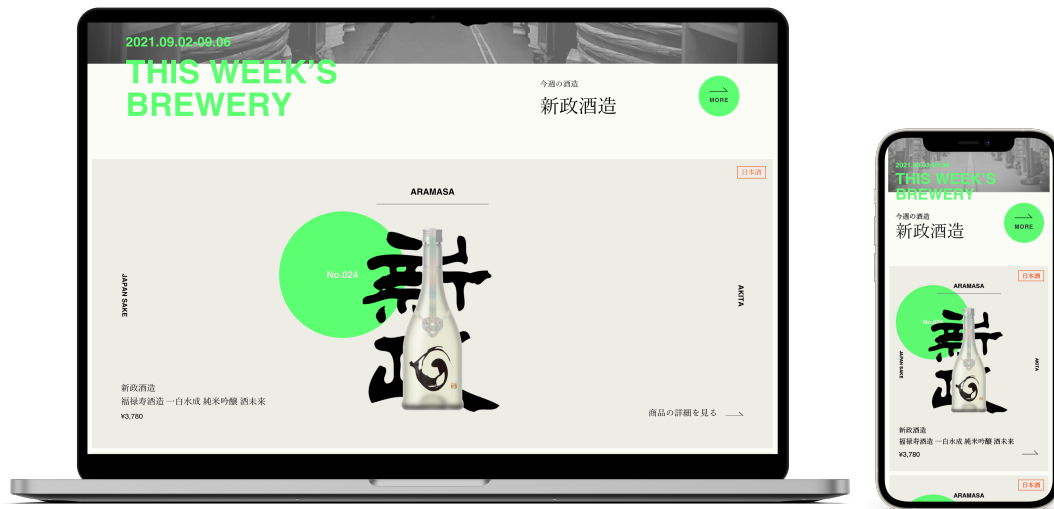 2021.09.02-09.06
THIS WEEK'S
BREWERY
今週の酒造
新政酒造
MORE
日本酒
ARAMASA
No.024
新政
JAPAN SAKE
AKITA
新政酒造
福禄寿酒造 一白水成 純米吟醸 酒未来
¥3,780
商品の詳細を見る
THIS WEEK'S
BREWERY
今週の酒造
新政酒造
MORE
日本酒
ARAMASA
新政
JAPAN SAKE
AKITA
新政酒造
福禄寿酒造 一白水成 純米吟醸 酒未来
¥3,780
日本酒
ARAMASA